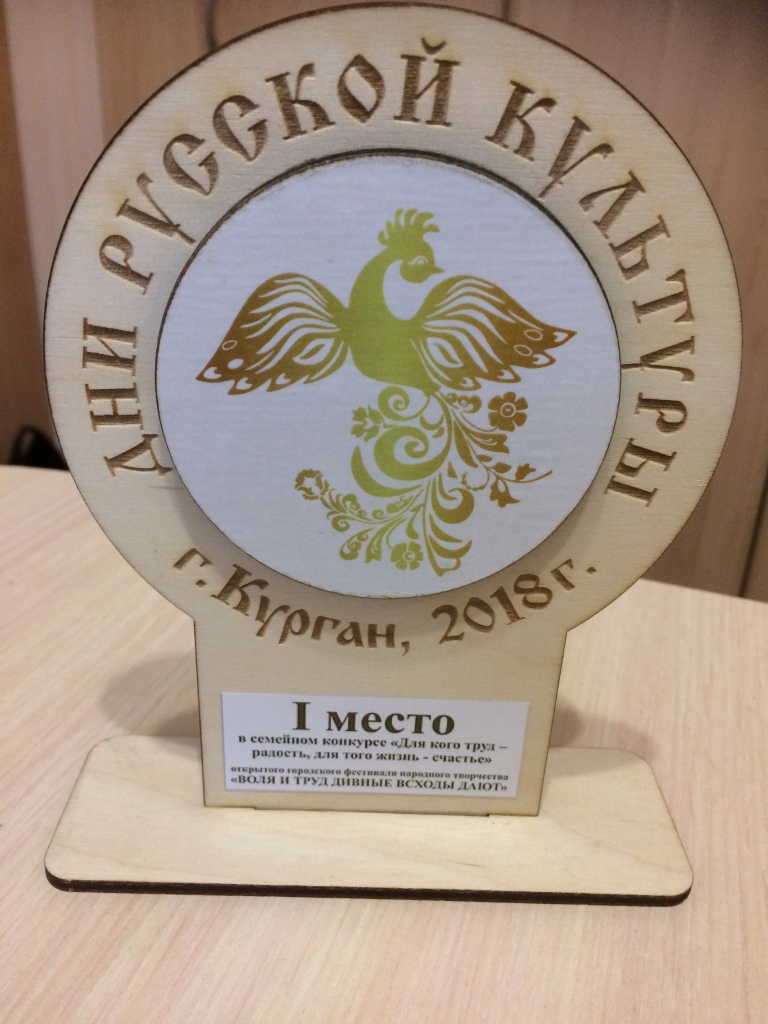 ДНИ РУССКОЙ КУЛЬТУРЫ
г. Курган, 2018 г.
I место
в семейном конкурсе «Для кого труд –
радость, для того жизнь - счастье»
открытого городского фестиваля народного творчества
«ВОЛЯ И ТРУД ДИВНЫЕ ВСХОДЫ ДАЮТ»